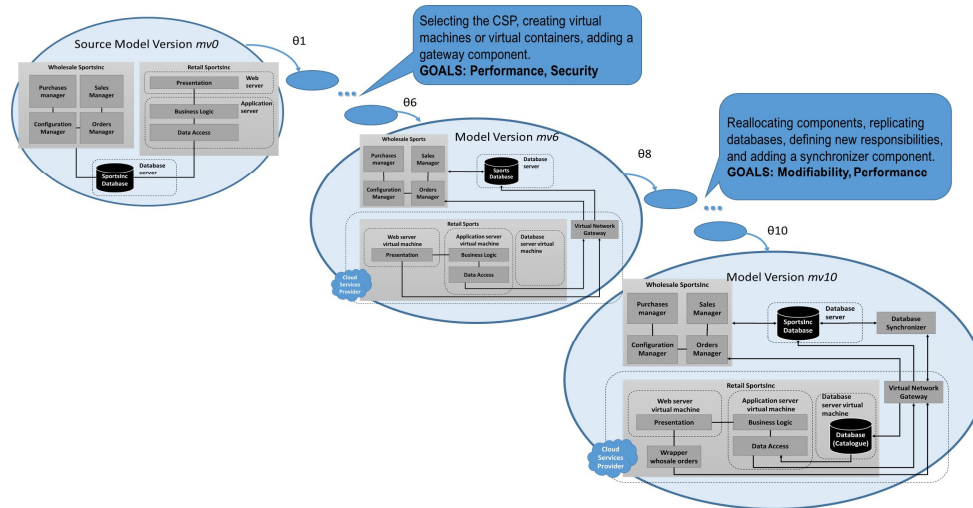 Source Model Version mv0
Wholesale SportsInc
Purchases
manager
Sales
Manager
Configuration
Manager
Orders
Manager
Retail SportsInc
Presentation
Web
server
Application
server
Business Logic
Data Access
SportsInc
Database
Database
server
θ1
Selecting the CSP, creating virtual
machines or virtual containers, adding a
gateway component.
GOALS: Performance, Security
θ6
Model Version mv6
Wholesale Sports
Purchases
manager
Sales
Manager
Configuration
Manager
Orders
Manager
Database
server
Sports
Database
Retail Sports
Web server
virtual machine
Presentation
Application server
virtual machine
Business Logic
Data Access
Database
server virtual
machine
Virtual Network
Gateway
Cloud
Services
Provider
θ8
Reallocating components, replicating
databases, defining new responsibilities,
and adding a synchronizer component.
GOALS: Modifiability, Performance
θ10
Model Version mv10
Wholesale SportsInc
Purchases
manager
Sales
Manager
Configuration
Manager
Orders
Manager
Database
server
SportsInc
Database
Database
Synchronizer
Virtual Network
Gateway
Retail SportsInc
Web server
virtual machine
Presentation
Wrapper
whosale orders
Application server
virtual machine
Business Logic
Data Access
Database
server virtual
machine
Database
(Catalogue)
Cloud
Services
Provider